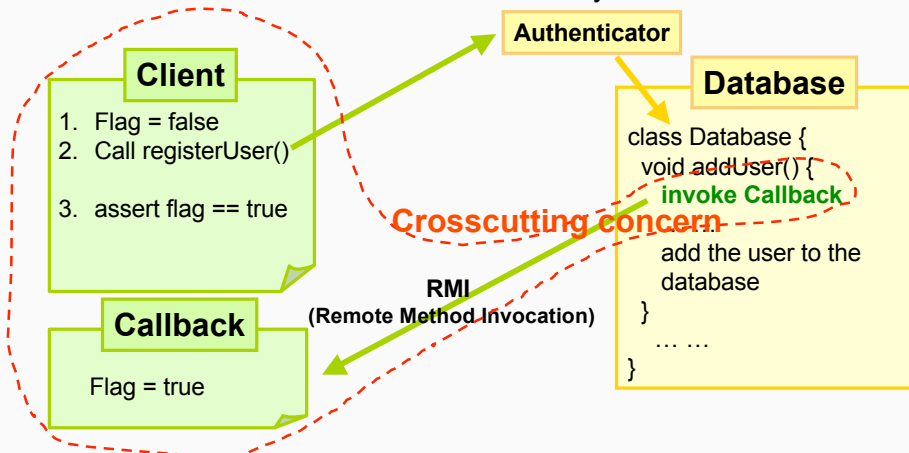 Authenticator
Client
1. Flag = false
2. Call registerUser()
3. assert flag == true
Database
class Database {
void addUser() {
invoke Callback
… …
add the user to the
database
}
… …
}
Crosscutting concern
RMI
(Remote Method Invocation)
Callback
Flag = true